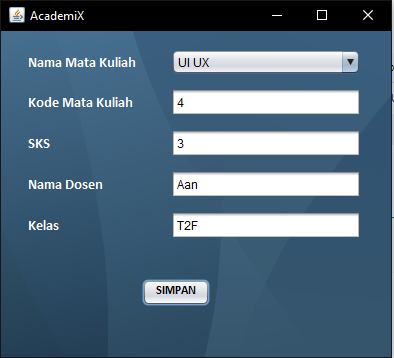 AcademiX
Nama Mata Kuliah UI UX
Kode Mata Kuliah 4
SKS 3
Nama Dosen Aan
Kelas T2F
SIMPAN